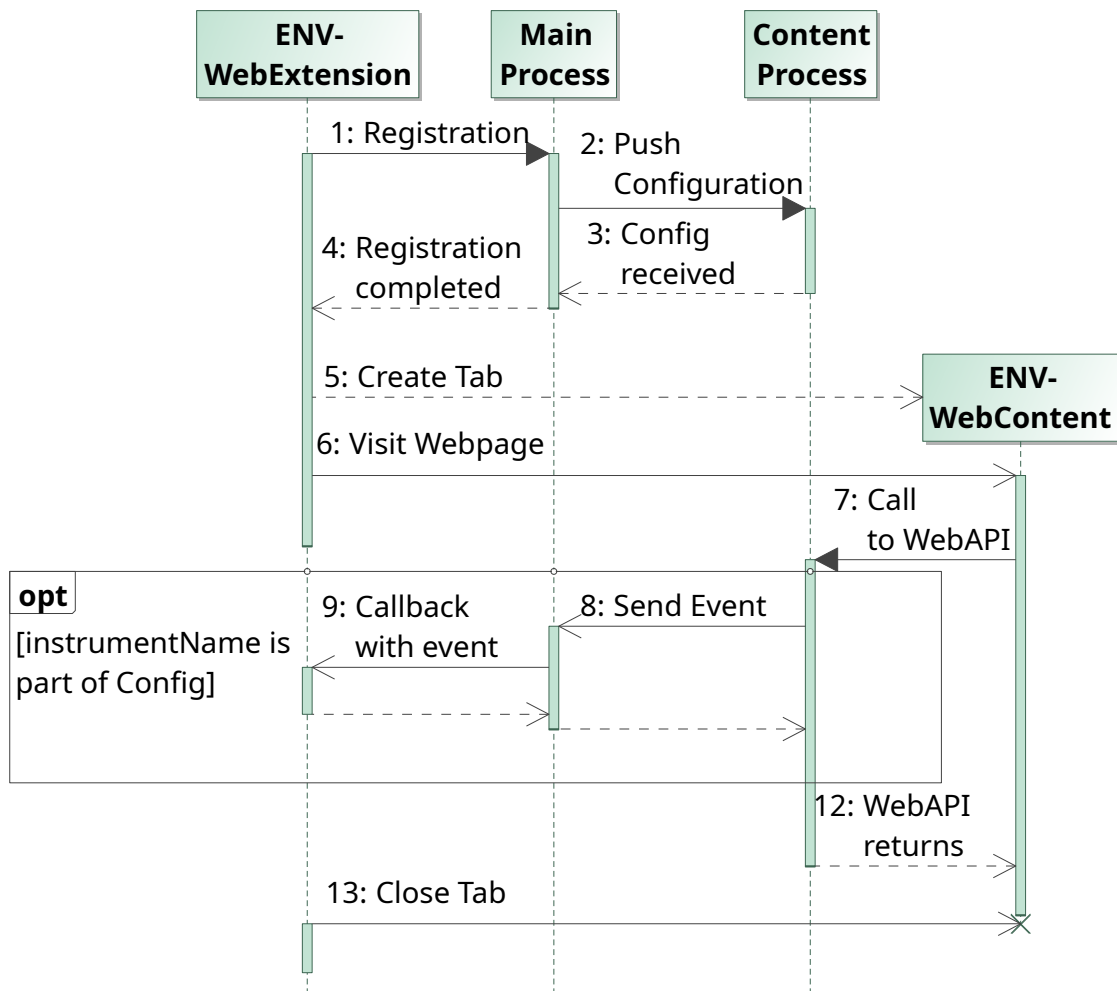 ENV-
WebExtension
Main
Process
Content
Process
1: Registration
2: Push
Configuration
3: Config
received
4: Registration
completed
5: Create Tab
ENV-
WebContent
6: Visit Webpage
7: Call
to WebAPI
opt
[instrumentName is
part of Config]
8: Send Event
9: Callback
with event
12: WebAPI
returns
13: Close Tab